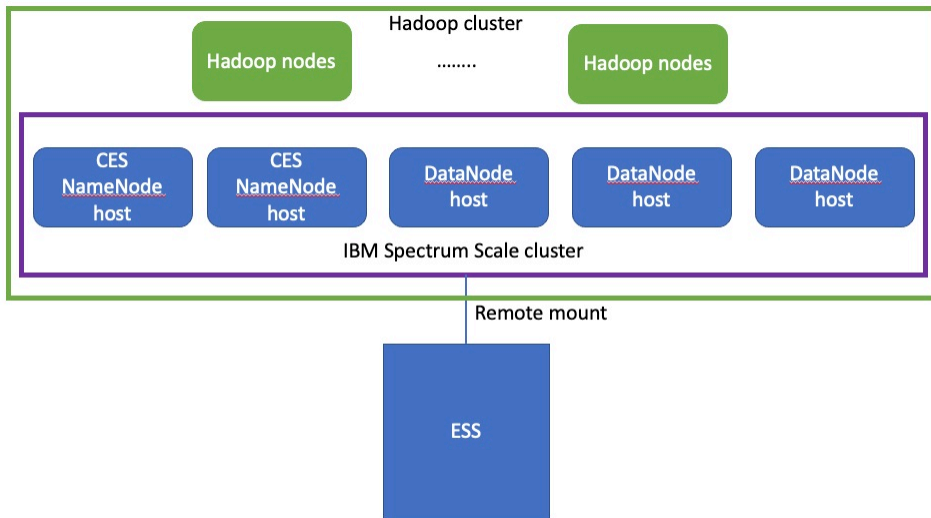 Hadoop cluster
Hadoop nodes
........
Hadoop nodes
CES
NameNode
host
CES
NameNode
host
DataNode
host
DataNode
host
DataNode
host
IBM Spectrum Scale cluster
Remote mount
ESS